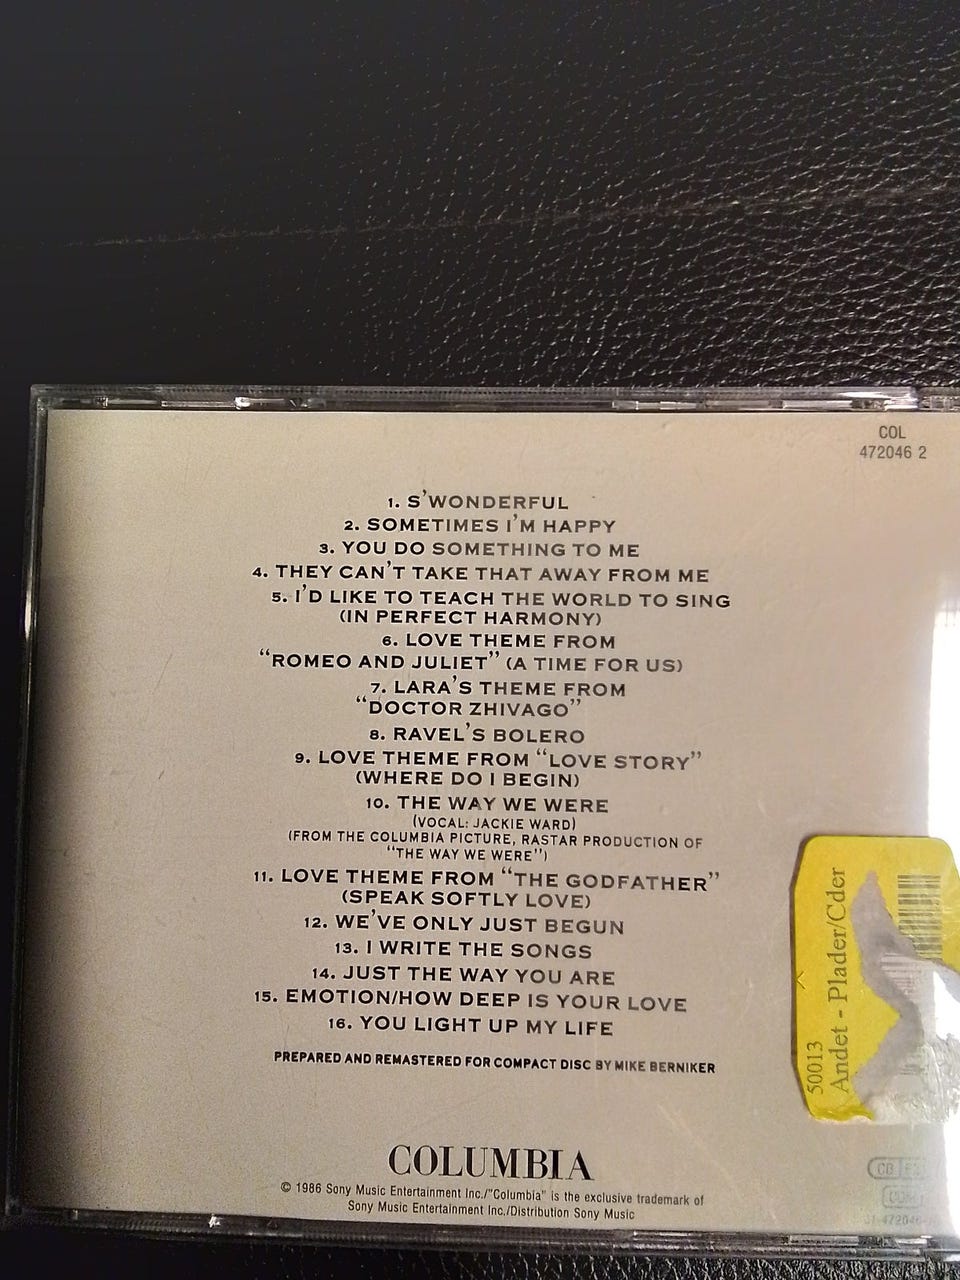 COL
472046 2
1. S'WONDERFUL
2. SOMETIMES I'M HAPPY
3. YOU DO SOMETHING TO ME
4. THEY CAN'T TAKE THAT AWAY FROM ME
5. I'D LIKE TO TEACH THE WORLD TO SING
(IN PERFECT HARMONY)
6. LOVE THEME FROM
"ROMEO AND JULIET" (A TIME FOR US)
7. LARA'S THEME FROM
"DOCTOR ZHIVAGO"
8. RAVEL'S BOLERO
9. LOVE THEME FROM "LOVE STORY"
(WHERE DO I BEGIN)
10. THE WAY WE WERE
(VOCAL: JACKIE WARD)
(FROM THE COLUMBIA PICTURE, RASTAR PRODUCTION OF
"THE WAY WE WERE")
11. LOVE THEME FROM "THE GODFATHER"
(SPEAK SOFTLY LOVE)
12. WE'VE ONLY JUST BEGUN
13. I WRITE THE SONGS
14. JUST THE WAY YOU ARE
15. EMOTION/HOW DEEP IS YOUR LOVE
16. YOU LIGHT UP MY LIFE
PREPARED AND REMASTERED FOR COMPACT DISC BY MIKE BERNIKER
50013
Andet - Plader/Cder
COLUMBIA
© 1986 Sony Music Entertainment Inc./"Columbia" is the exclusive trademark of
Sony Music Entertainment Inc./Distribution Sony Music
CB